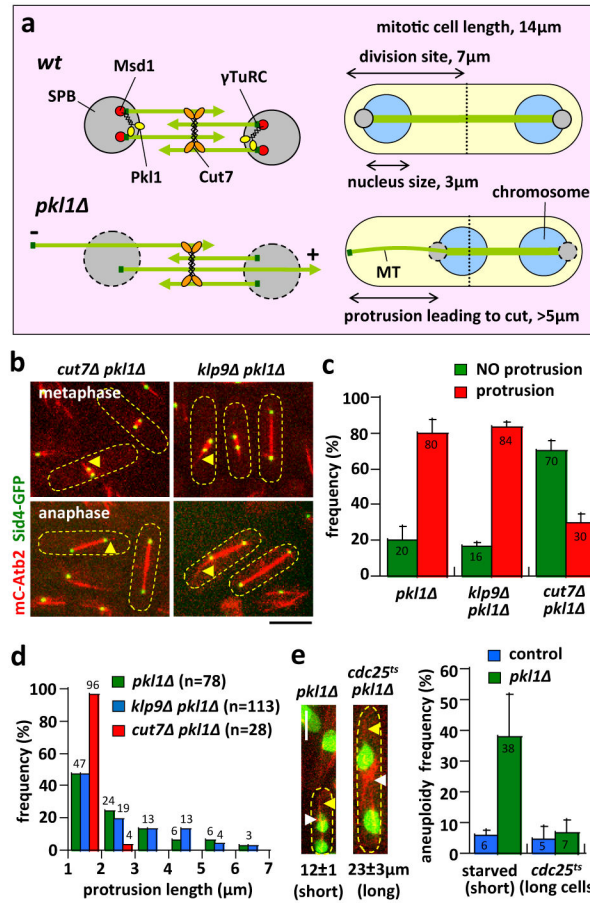 a
wt
Msd1
γTuRC
SPB
Pkl1
Cut7
mitotic cell length, 14μm
division site, 7μm
nucleus size, 3μm
pkl1Δ
-
+
chromosome
MT
protrusion leading to cut, >5μm
b
cut7Δ pkl1Δ
klp9Δ pkl1Δ
metaphase
anaphase
mC-Atb2 Sid4-GFP
c
NO protrusion
protrusion
frequency (%)
80
60
40
20
0
20
80
16
84
70
30
pkl1Δ
klp9Δ
pkl1Δ
cut7Δ
pkl1Δ
d
pkl1Δ (n=78)
klp9Δ pkl1Δ (n=113)
cut7Δ pkl1Δ (n=28)
frequency (%)
100
80
60
40
20
0
47
96
24
19
4
13
6
13
6
4
3
1 2 3 4 5 6 7
protrusion length (μm)
e
pkl1Δ
cdc25ts
pkl1Δ
12±1
(short)
23±3μm
(long)
control
pkl1Δ
aneuploidy frequency (%)
60
50
40
30
20
10
0
6
38
5
7
starved
(short)
cdc25ts
(long cells)